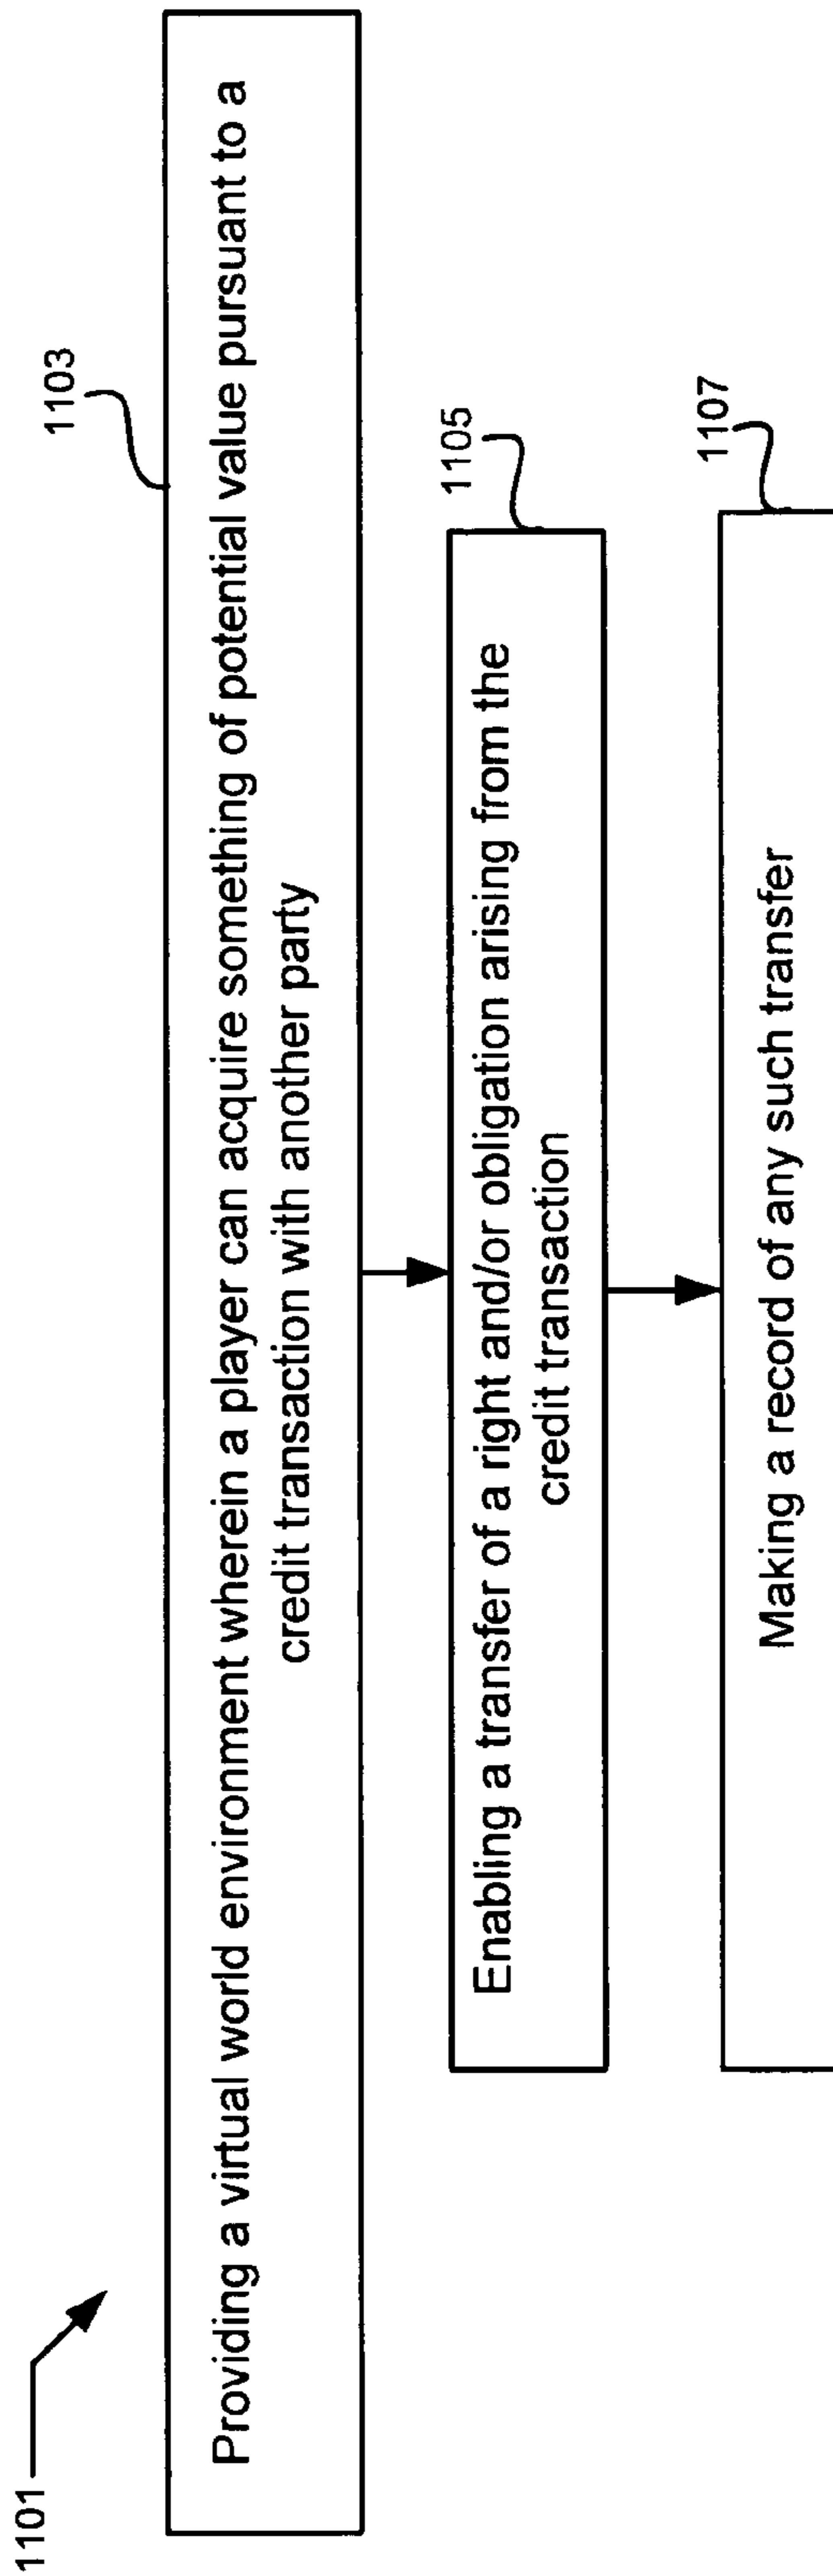 1101
1103
Providing a virtual world environment wherein a player can acquire something of potential value pursuant to a
credit transaction with another party
1105
Enabling a transfer of a right and/or obligation arising from the
credit transaction
1107
Making a record of any such transfer